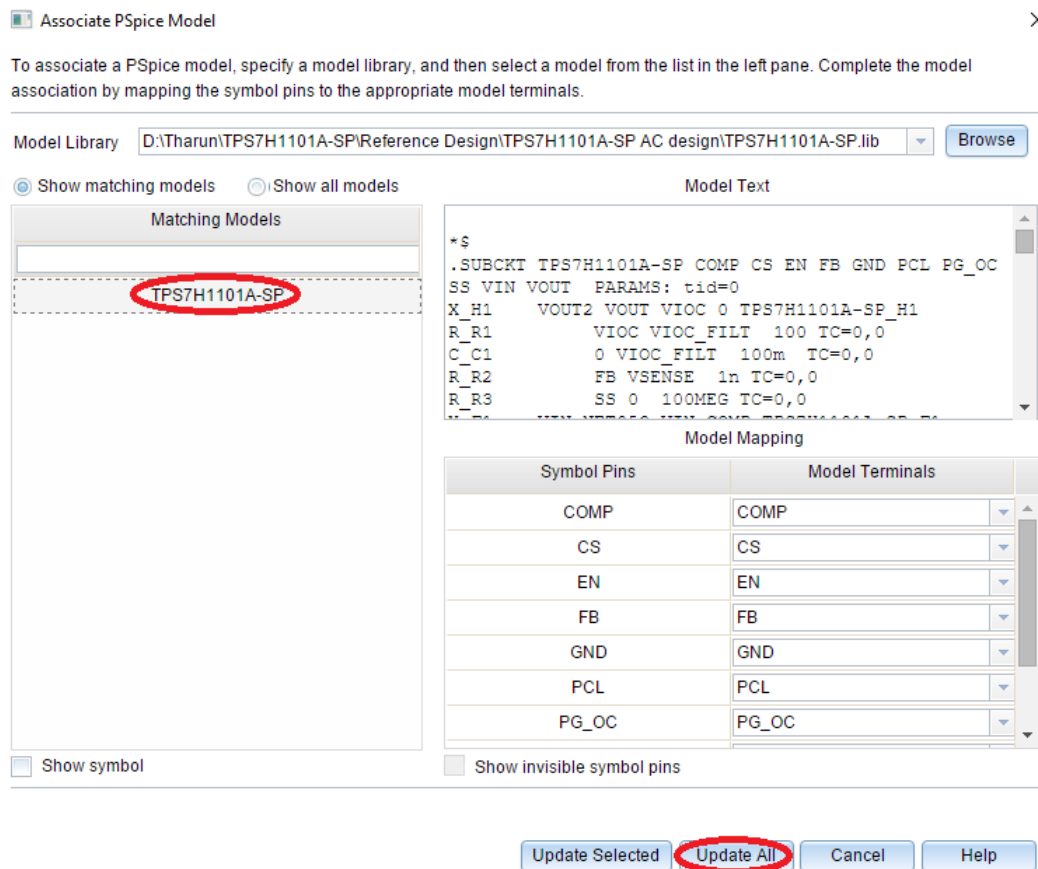 Associate PSpice Model
To associate a PSpice model, specify a model library, and then select a model from the list in the left pane. Complete the model
association by mapping the symbol pins to the appropriate model terminals.
Model Library D:\Tharun\TPS7H1101A-SP\Reference Design\TPS7H1101A-SP AC design\TPS7H1101A-SP.lib Browse
Show matching models Show all models Model Text
Matching Models
TPS7H1101A-SP
*$
.SUBCKT TPS7H1101A-SP COMP CS EN FB GND PCL PG_OC
SS VIN VOUT PARAMS: tid=0
X_H1 VOUT2 VOUT VIOC 0 TPS7H1101A-SP_H1
R_R1 VIOC VIOC_FILT 100 TC=0,0
C_C1 0 VIOC_FILT 100m TC=0,0
R_R2 FB VSENSE 1n TC=0,0
R_R3 SS 0 100MEG TC=0,0
Model Mapping
Symbol Pins Model Terminals
COMP COMP
CS CS
EN EN
FB FB
GND GND
PCL PCL
PG_OC PG_OC
Show symbol Show invisible symbol pins
Update Selected Update All Cancel Help